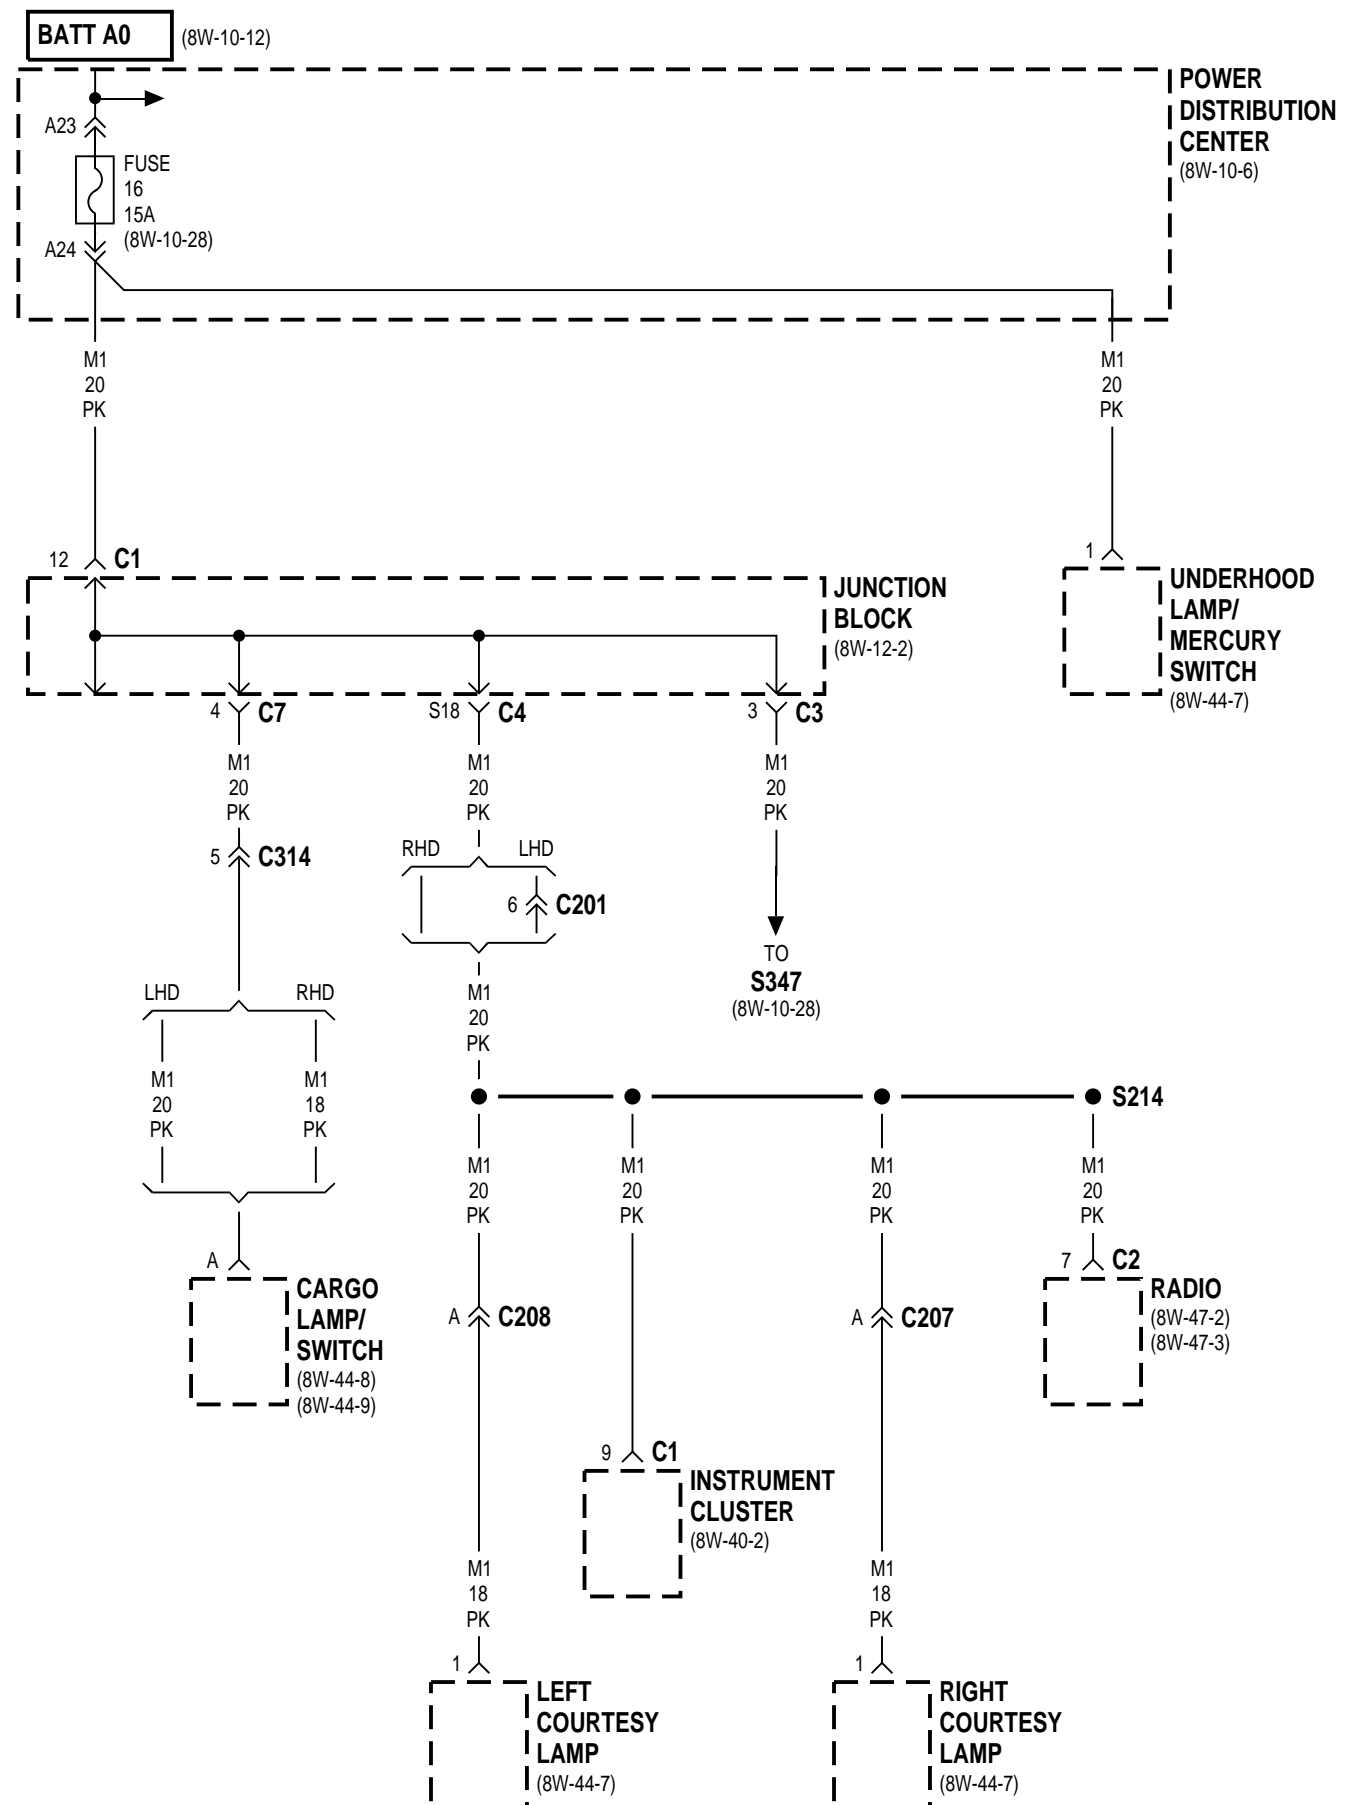 BATT A0
(8W-10-12)
POWER
DISTRIBUTION
CENTER
(8W-10-6)
A23
FUSE
16
15A
(8W-10-28)
A24
M1
20
PK
M1
20
PK
12
C1
1
JUNCTION
BLOCK
(8W-12-2)
UNDERHOOD
LAMP/
MERCURY
SWITCH
(8W-44-7)
4
C7
S18
C4
3
C3
M1
20
PK
M1
20
PK
M1
20
PK
5
C314
RHD
LHD
6
C201
TO
S347
(8W-10-28)
LHD
RHD
M1
20
PK
M1
20
PK
M1
18
PK
S214
M1
20
PK
M1
20
PK
M1
20
PK
M1
20
PK
A
CARGO
LAMP/
SWITCH
(8W-44-8)
(8W-44-9)
A
C208
A
C207
7
C2
RADIO
(8W-47-2)
(8W-47-3)
9
C1
INSTRUMENT
CLUSTER
(8W-40-2)
M1
18
PK
M1
18
PK
1
LEFT
COURTESY
LAMP
(8W-44-7)
1
RIGHT
COURTESY
LAMP
(8W-44-7)